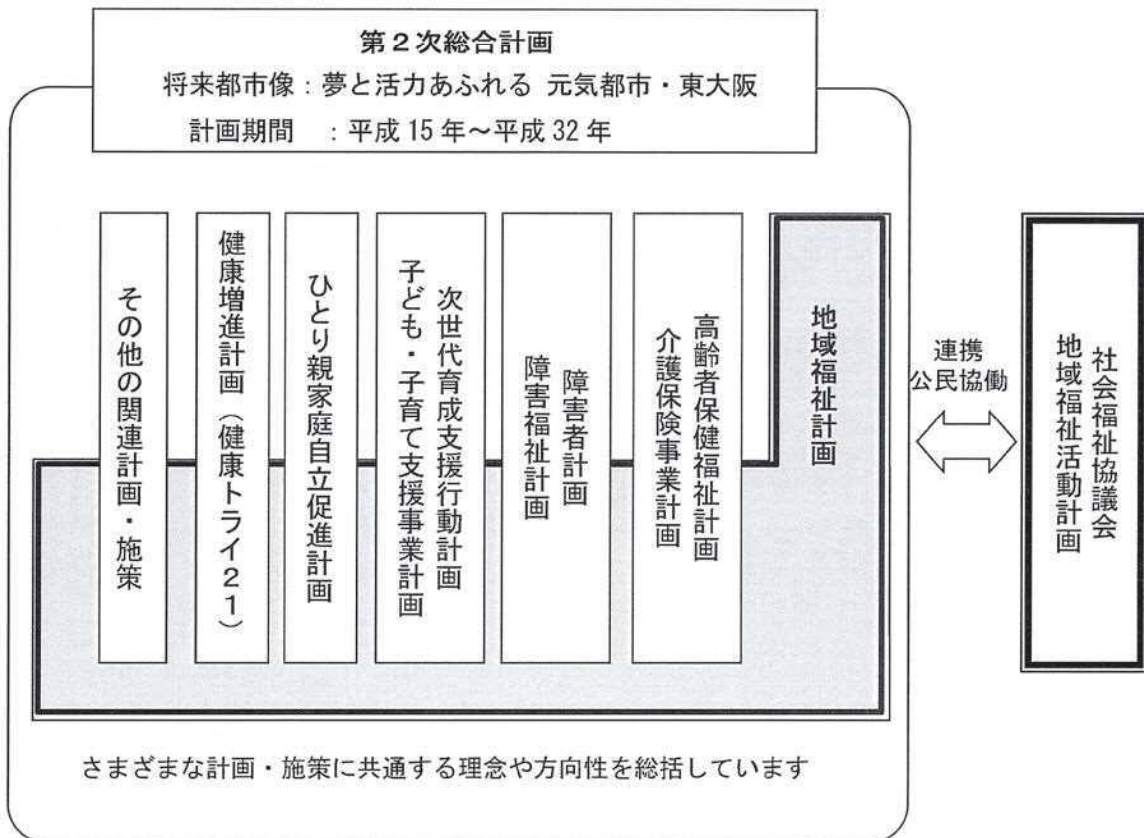 第２次総合計画
将来都市像：夢と活力あふれる 元気都市・東大阪
計画期間　：平成 15 年～平成 32 年
その他の関連計画・施策
健康増進計画（健康トライ２１）
ひとり親家庭自立促進計画
次世代育成支援行動計画
子ども・子育て支援事業計画
障害者計画
障害福祉計画
高齢者保健福祉計画
介護保険事業計画
地域福祉計画
連携
公民協働
社会福祉協議会
地域福祉活動計画
さまざまな計画・施策に共通する理念や方向性を総括しています